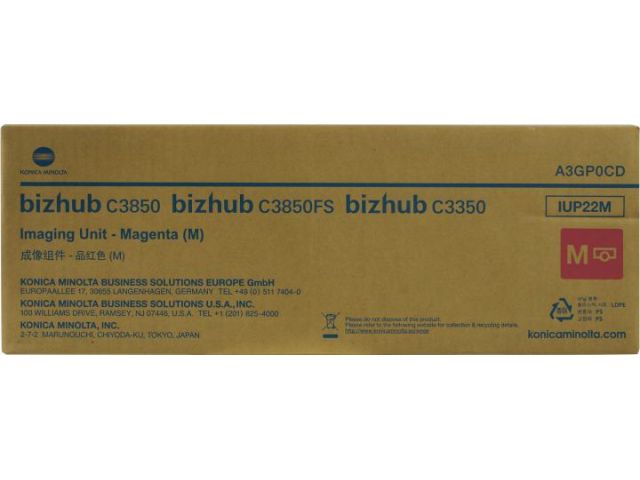 KONICA MINOLTA
A3GP0CD
bizhub C3850 bizhub C3850FS bizhub C3350
IUP22M
Imaging Unit - Magenta (M)
成像组件 - 品红色 (M)
M
KONICA MINOLTA BUSINESS SOLUTIONS EUROPE GmbH
EUROPAALLEE 17, 30855 LANGENHAGEN, GERMANY TEL +49 (0) 511 7404-0
KONICA MINOLTA BUSINESS SOLUTIONS U.S.A., INC.
100 WILLIAMS DRIVE, RAMSEY, NJ 07446, U.S.A. TEL +1 (201) 825-4000
KONICA MINOLTA, INC.
2-7-2 MARUNOUCHI, CHIYODA-KU, TOKYO, JAPAN
Please do not dispose of this product.
Please refer to the following website for collection & recycling details.
LDPE
PS
PS
konicaminolta.com